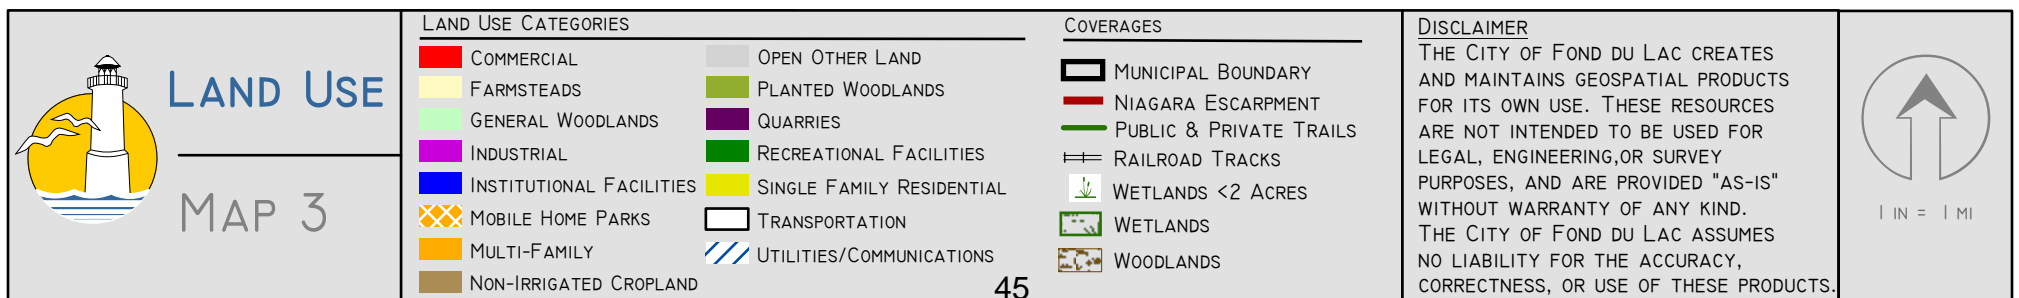 LAND USE
MAP 3
LAND USE CATEGORIES
COMMERCIAL
FARMSTEADS
GENERAL WOODLANDS
INDUSTRIAL
INSTITUTIONAL FACILITIES
MOBILE HOME PARKS
MULTI-FAMILY
NON-IRRIGATED CROPLAND
OPEN OTHER LAND
PLANTED WOODLANDS
QUARRIES
RECREATIONAL FACILITIES
SINGLE FAMILY RESIDENTIAL
TRANSPORTATION
UTILITIES/COMMUNICATIONS
45
COVERAGES
MUNICIPAL BOUNDARY
NIAGARA ESCARPMENT
PUBLIC & PRIVATE TRAILS
RAILROAD TRACKS
WETLANDS <2 ACRES
WETLANDS
WOODLANDS
DISCLAIMER
THE CITY OF FOND DU LAC CREATES
AND MAINTAINS GEOSPATIAL PRODUCTS
FOR ITS OWN USE. THESE RESOURCES
ARE NOT INTENDED TO BE USED FOR
LEGAL, ENGINEERING,OR SURVEY
PURPOSES, AND ARE PROVIDED "AS-IS"
WITHOUT WARRANTY OF ANY KIND.
THE CITY OF FOND DU LAC ASSUMES
NO LIABILITY FOR THE ACCURACY,
CORRECTNESS, OR USE OF THESE PRODUCTS.
1 IN = 1 MI